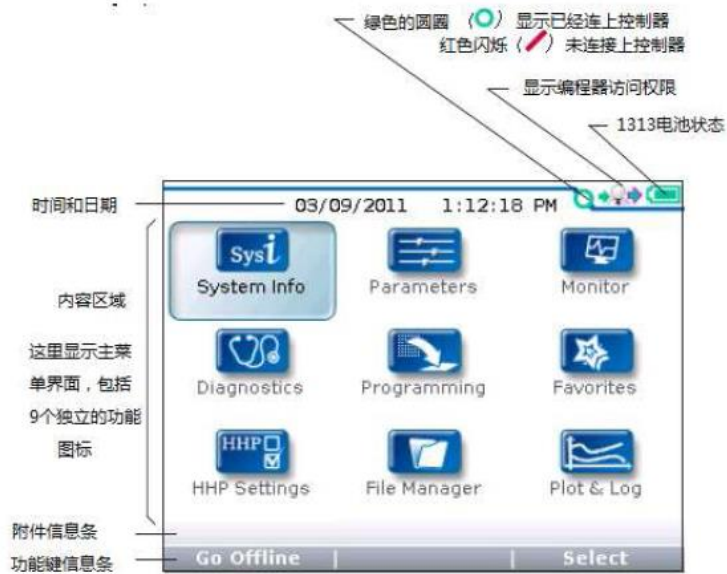 绿色的圆圈 （ ）显示已经连上控制器
红色闪烁（ ）未连接上控制器
显示编程器访问权限
1313电池状态
时间和日期
03/09/2011 1:12:18 PM
Sysi
System Info
Parameters
Monitor
内容区域
这里显示主菜
单界面，包括
9个独立的功能
图标
Diagnostics
Programming
Favorites
HHP
HHP Settings
File Manager
Plot & Log
附件信息条
功能键信息条
Go Offline
Select